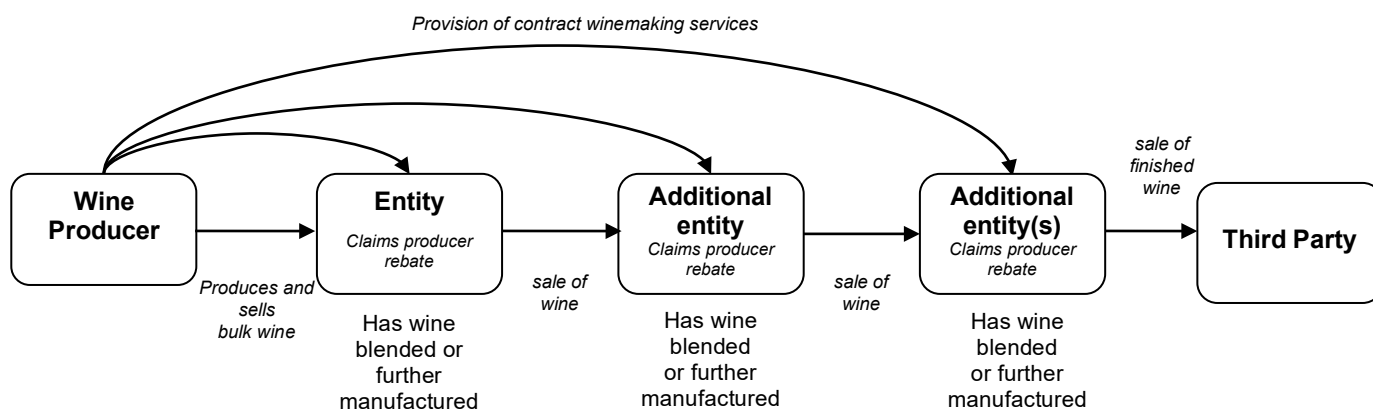 Provision of contract winemaking services
sale of
finished
wine
Wine
Producer
Entity
Claims producer
rebate
Additional
entity
Claims producer
rebate
Additional
entity(s)
Claims producer
rebate
Third Party
Produces and
sells
bulk wine
sale of
wine
sale of
wine
Has wine
blended or
further
manufactured
Has wine
blended
or further
manufactured
Has wine
blended
or further
manufactured